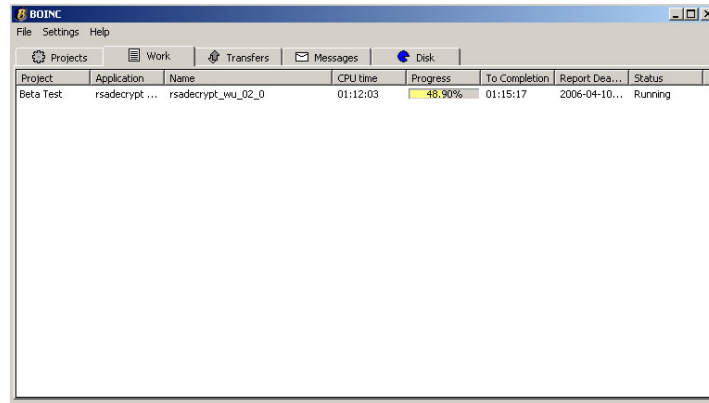 BOINC
File Settings Help
Projects Work Transfers Messages Disk
Project Application Name CPU time Progress To Completion Report Dea... Status
Beta Test rsadecrypt ... rsadecrypt_wu_02_0 01:12:03 48.90% 01:15:17 2006-04-10... Running